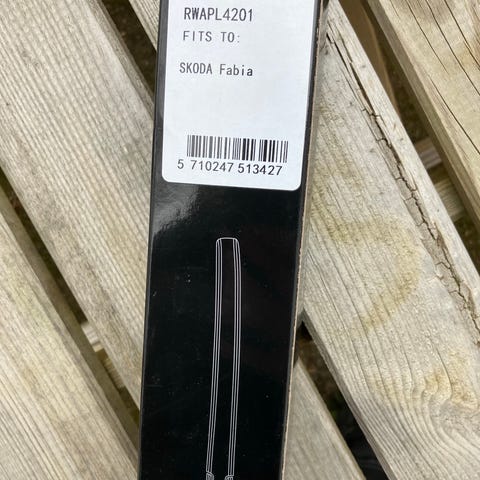 RWAPL4201
FITS TO:
SKODA Fabia
5 710247 513427